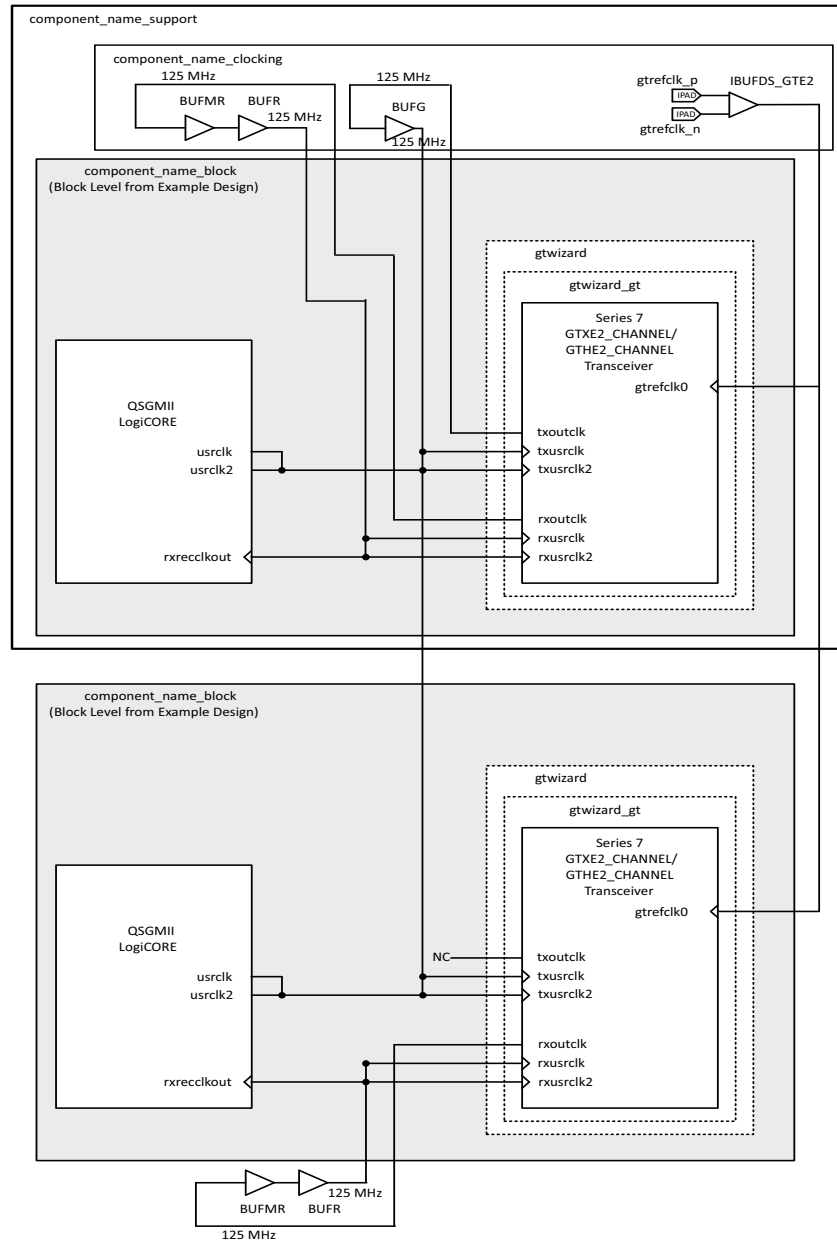 component_name_support
component_name_clocking
125 MHz
BUFMR
BUFR
125 MHz
125 MHz
BUFG
125 MHz
gtrefclk_p
IPAD
IPAD
gtrefclk_n
IBUFDS_GTE2
component_name_block
(Block Level from Example Design)
gtwizard
gtwizard_gt
Series 7
GTXE2_CHANNEL/
GTHE2_CHANNEL
Transceiver
gtrefclk0
QSGMII
LogiCORE
usrclk
usrclk2
rxrecclkout
txoutclk
txusrclk
txusrclk2
rxoutclk
rxusrclk
rxusrclk2
component_name_block
(Block Level from Example Design)
gtwizard
gtwizard_gt
Series 7
GTXE2_CHANNEL/
GTHE2_CHANNEL
Transceiver
gtrefclk0
QSGMII
LogiCORE
usrclk
usrclk2
rxrecclkout
NC
txoutclk
txusrclk
txusrclk2
rxoutclk
rxusrclk
rxusrclk2
BUFMR
BUFR
125 MHz
125 MHz